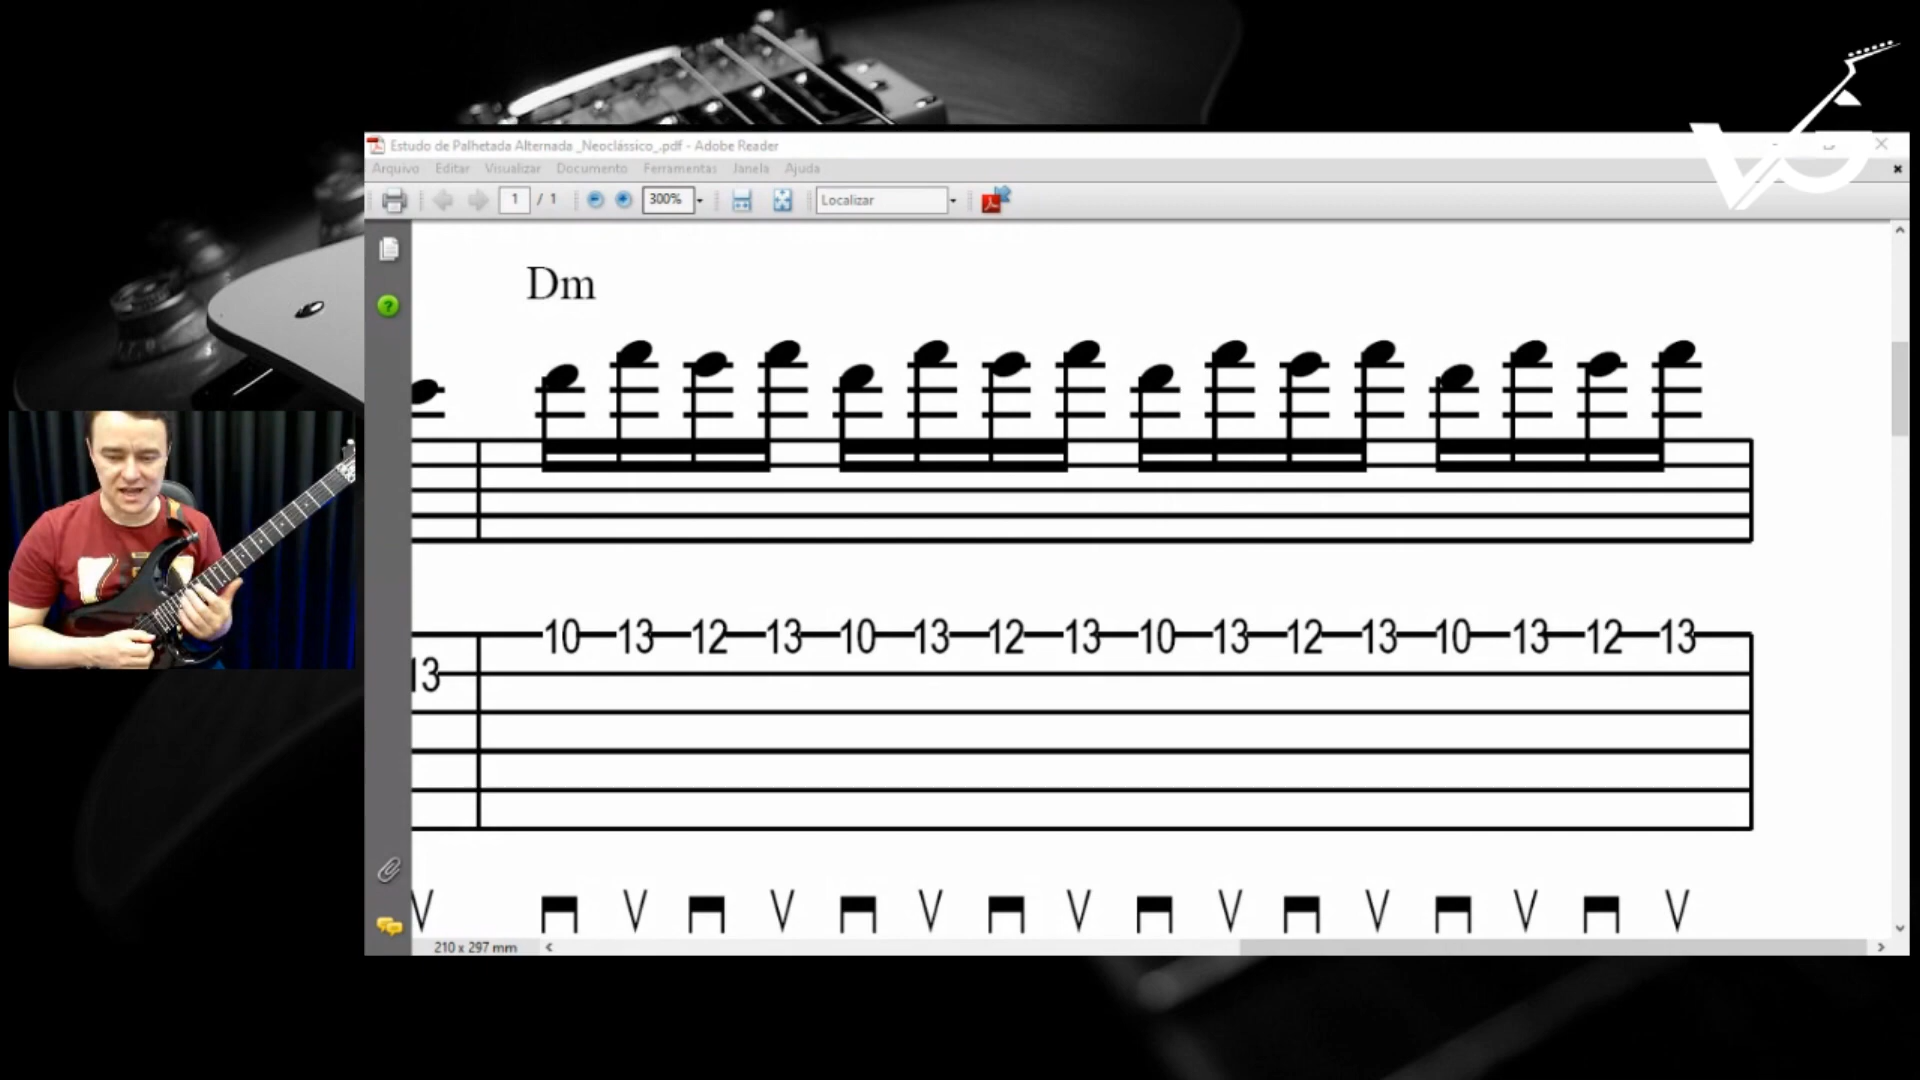 VG
Estudo de Palhetada Alternada _Neoclássico_.pdf - Adobe Reader
Arquivo Editar Visualizar Documento Ferramentas Janela Ajuda
1 / 1 300% Localizar
Dm
10 13 12 13 10 13 12 13 10 13 12 13 10 13 12 13
13
V V V V V V V V V
210 x 297 mm